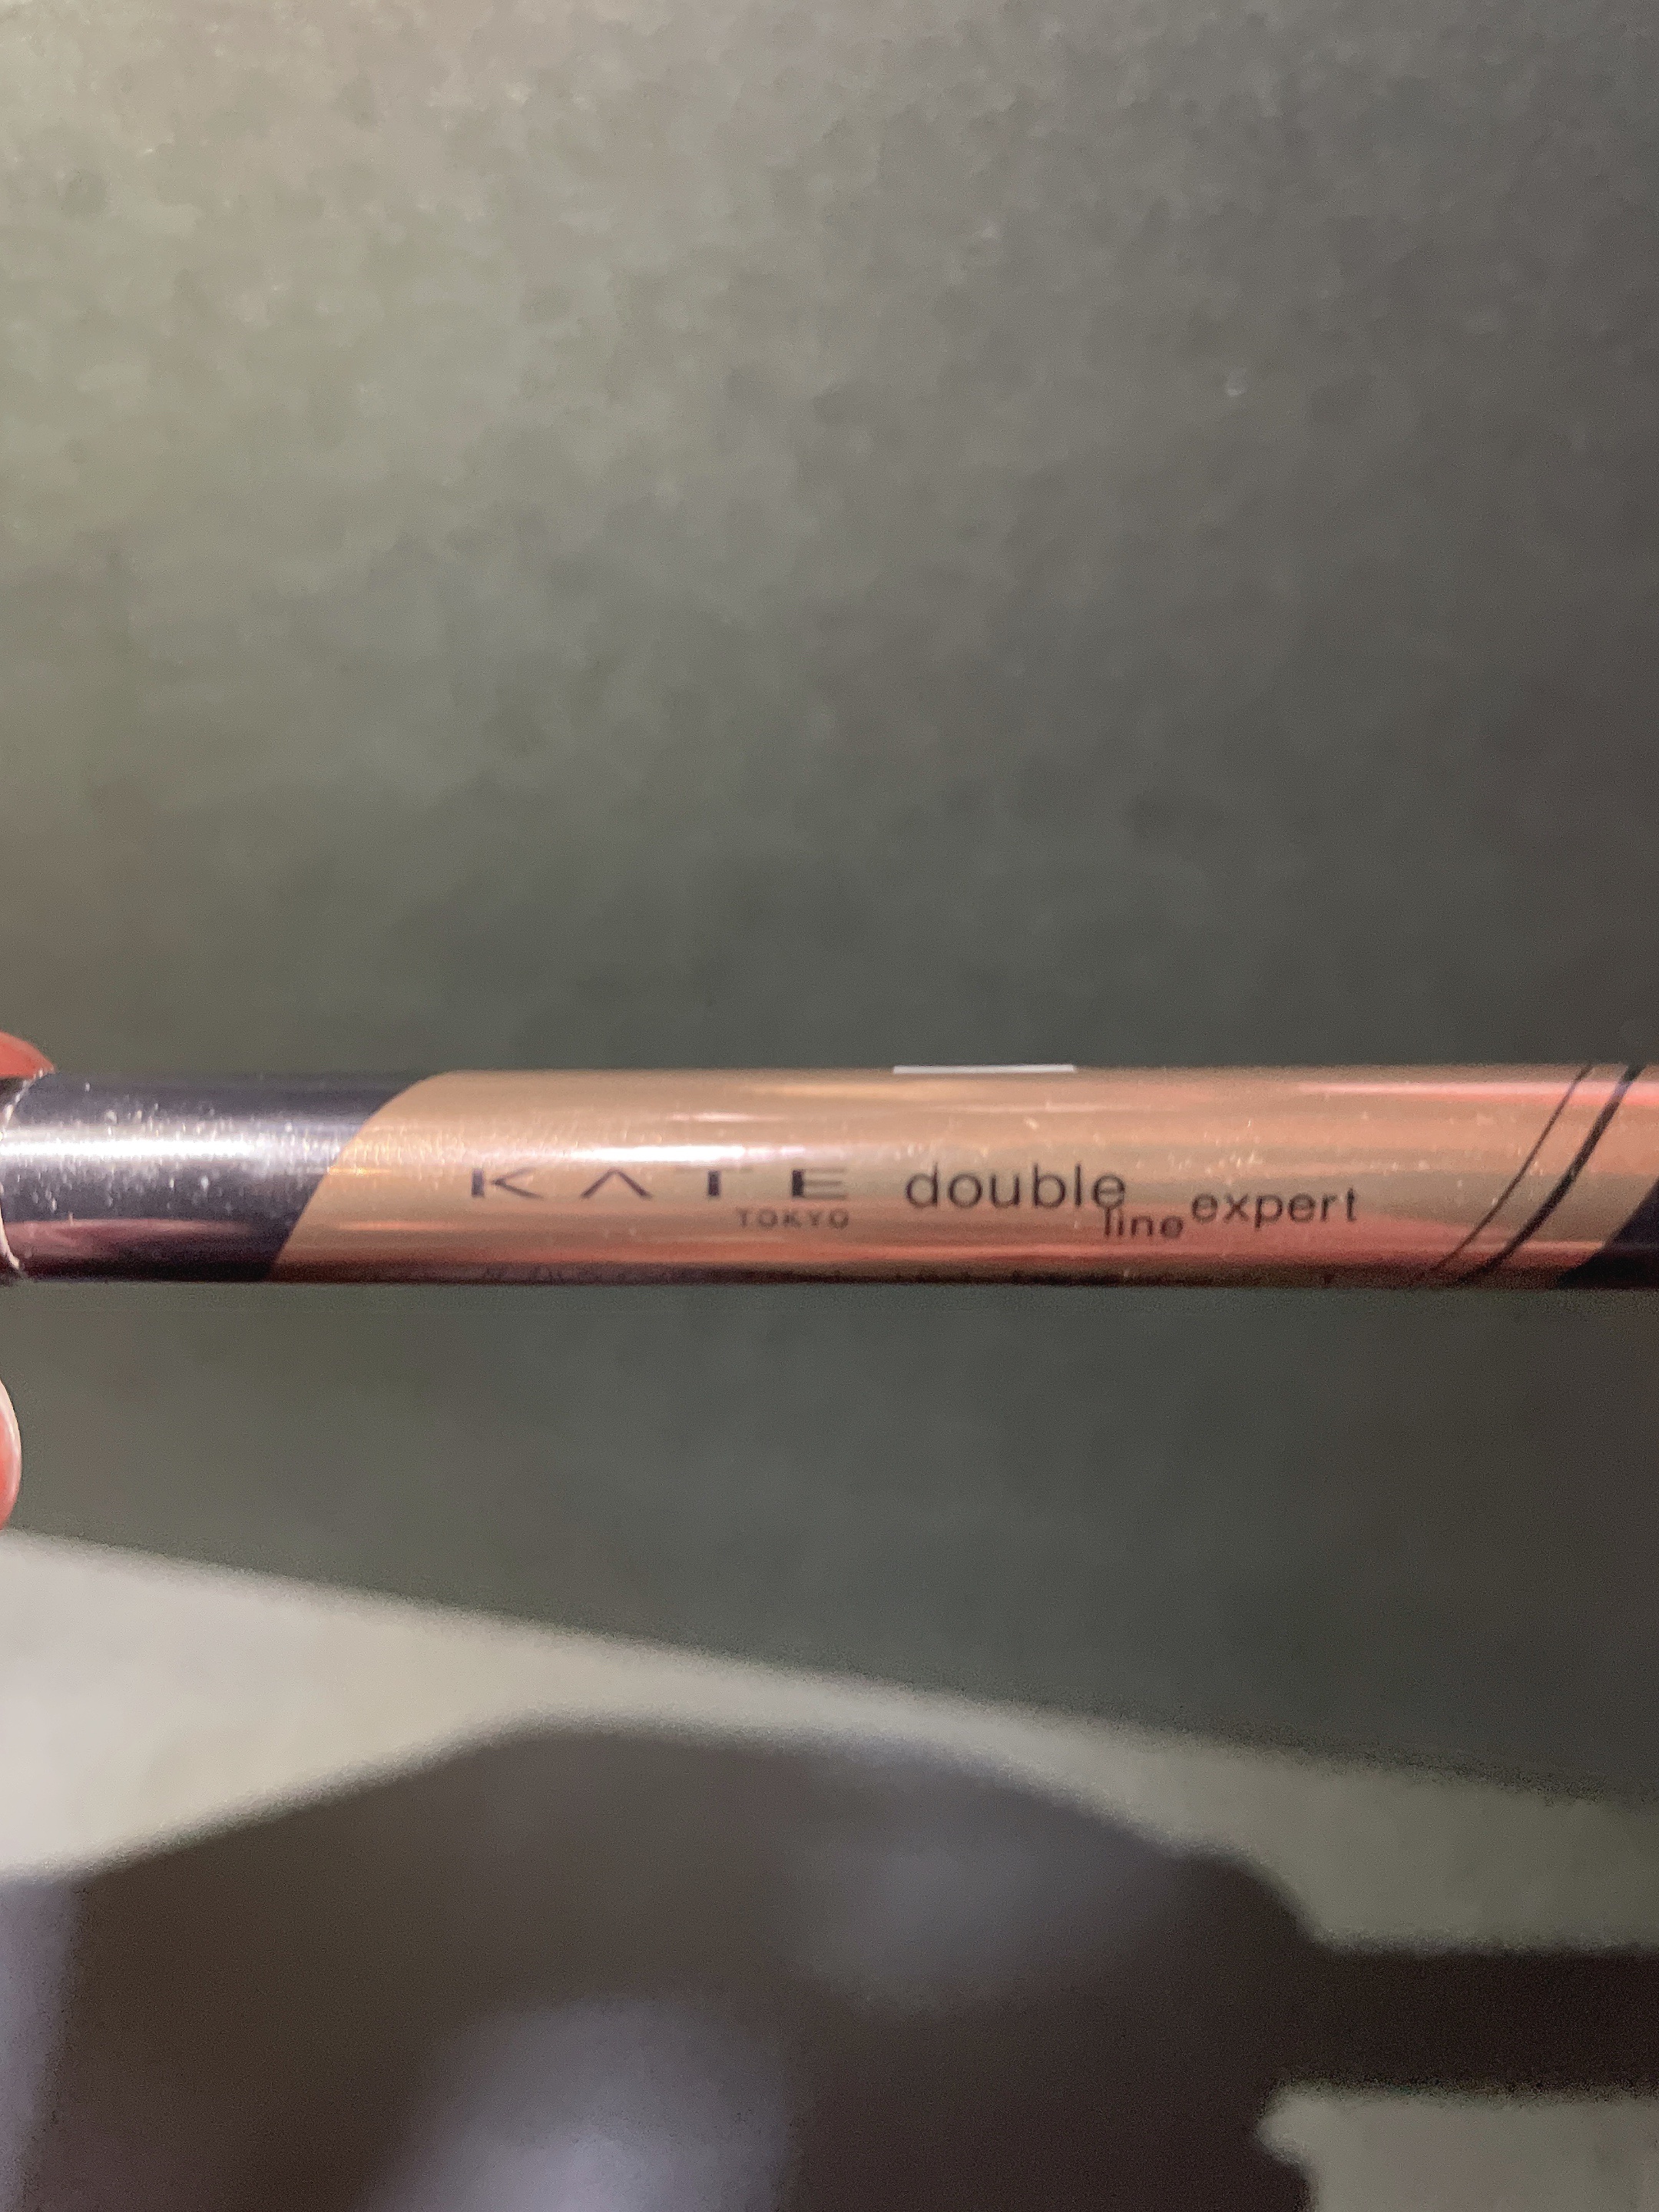 KATE
TOKYO
double
line
expert